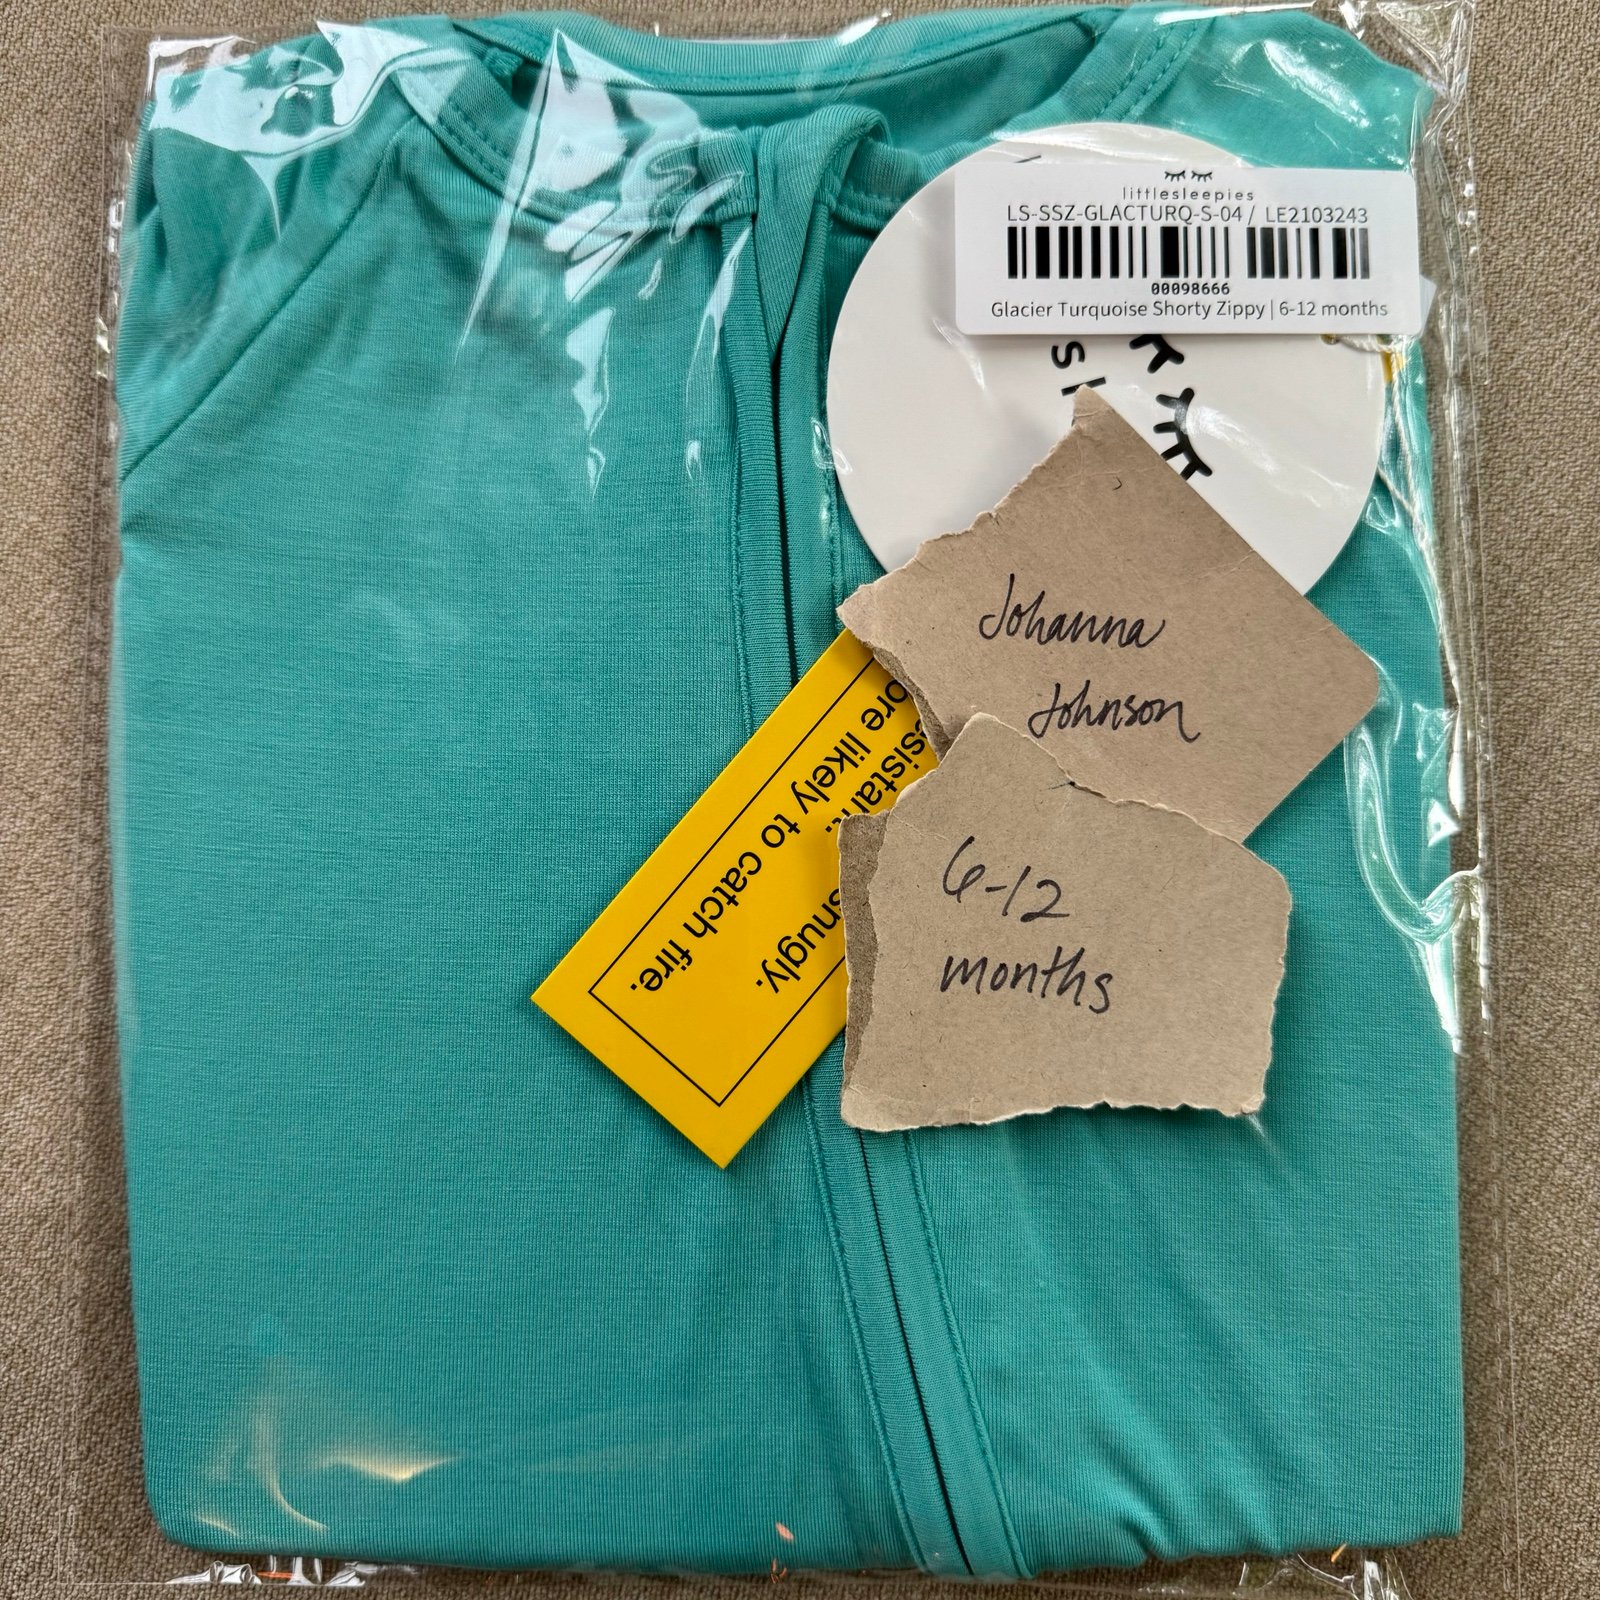 littlesleepies
LS-SSZ-GLACTURQ-S-04 / LE2103243
00098666
Glacier Turquoise Shorty Zippy | 6-12 months
Johanna
Johnson
likely to catch fire.
snugly.
6-12
months